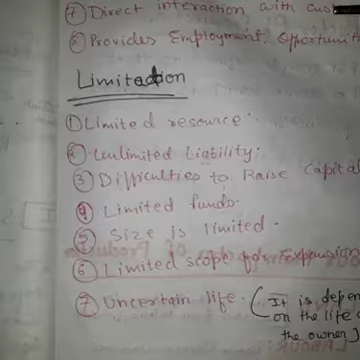 ⑦ Direct interaction with cus
⑧ Provides Employment Opportuniti
Limitation
① Limited resource.
② Unlimited Liability.
③ Difficulties to Raise Capital
④ Limited funds.
⑤ Size is limited.
⑥ Limited scope for Expansion
⑦ Uncertain life. (It is depen
on the life o
the owner)